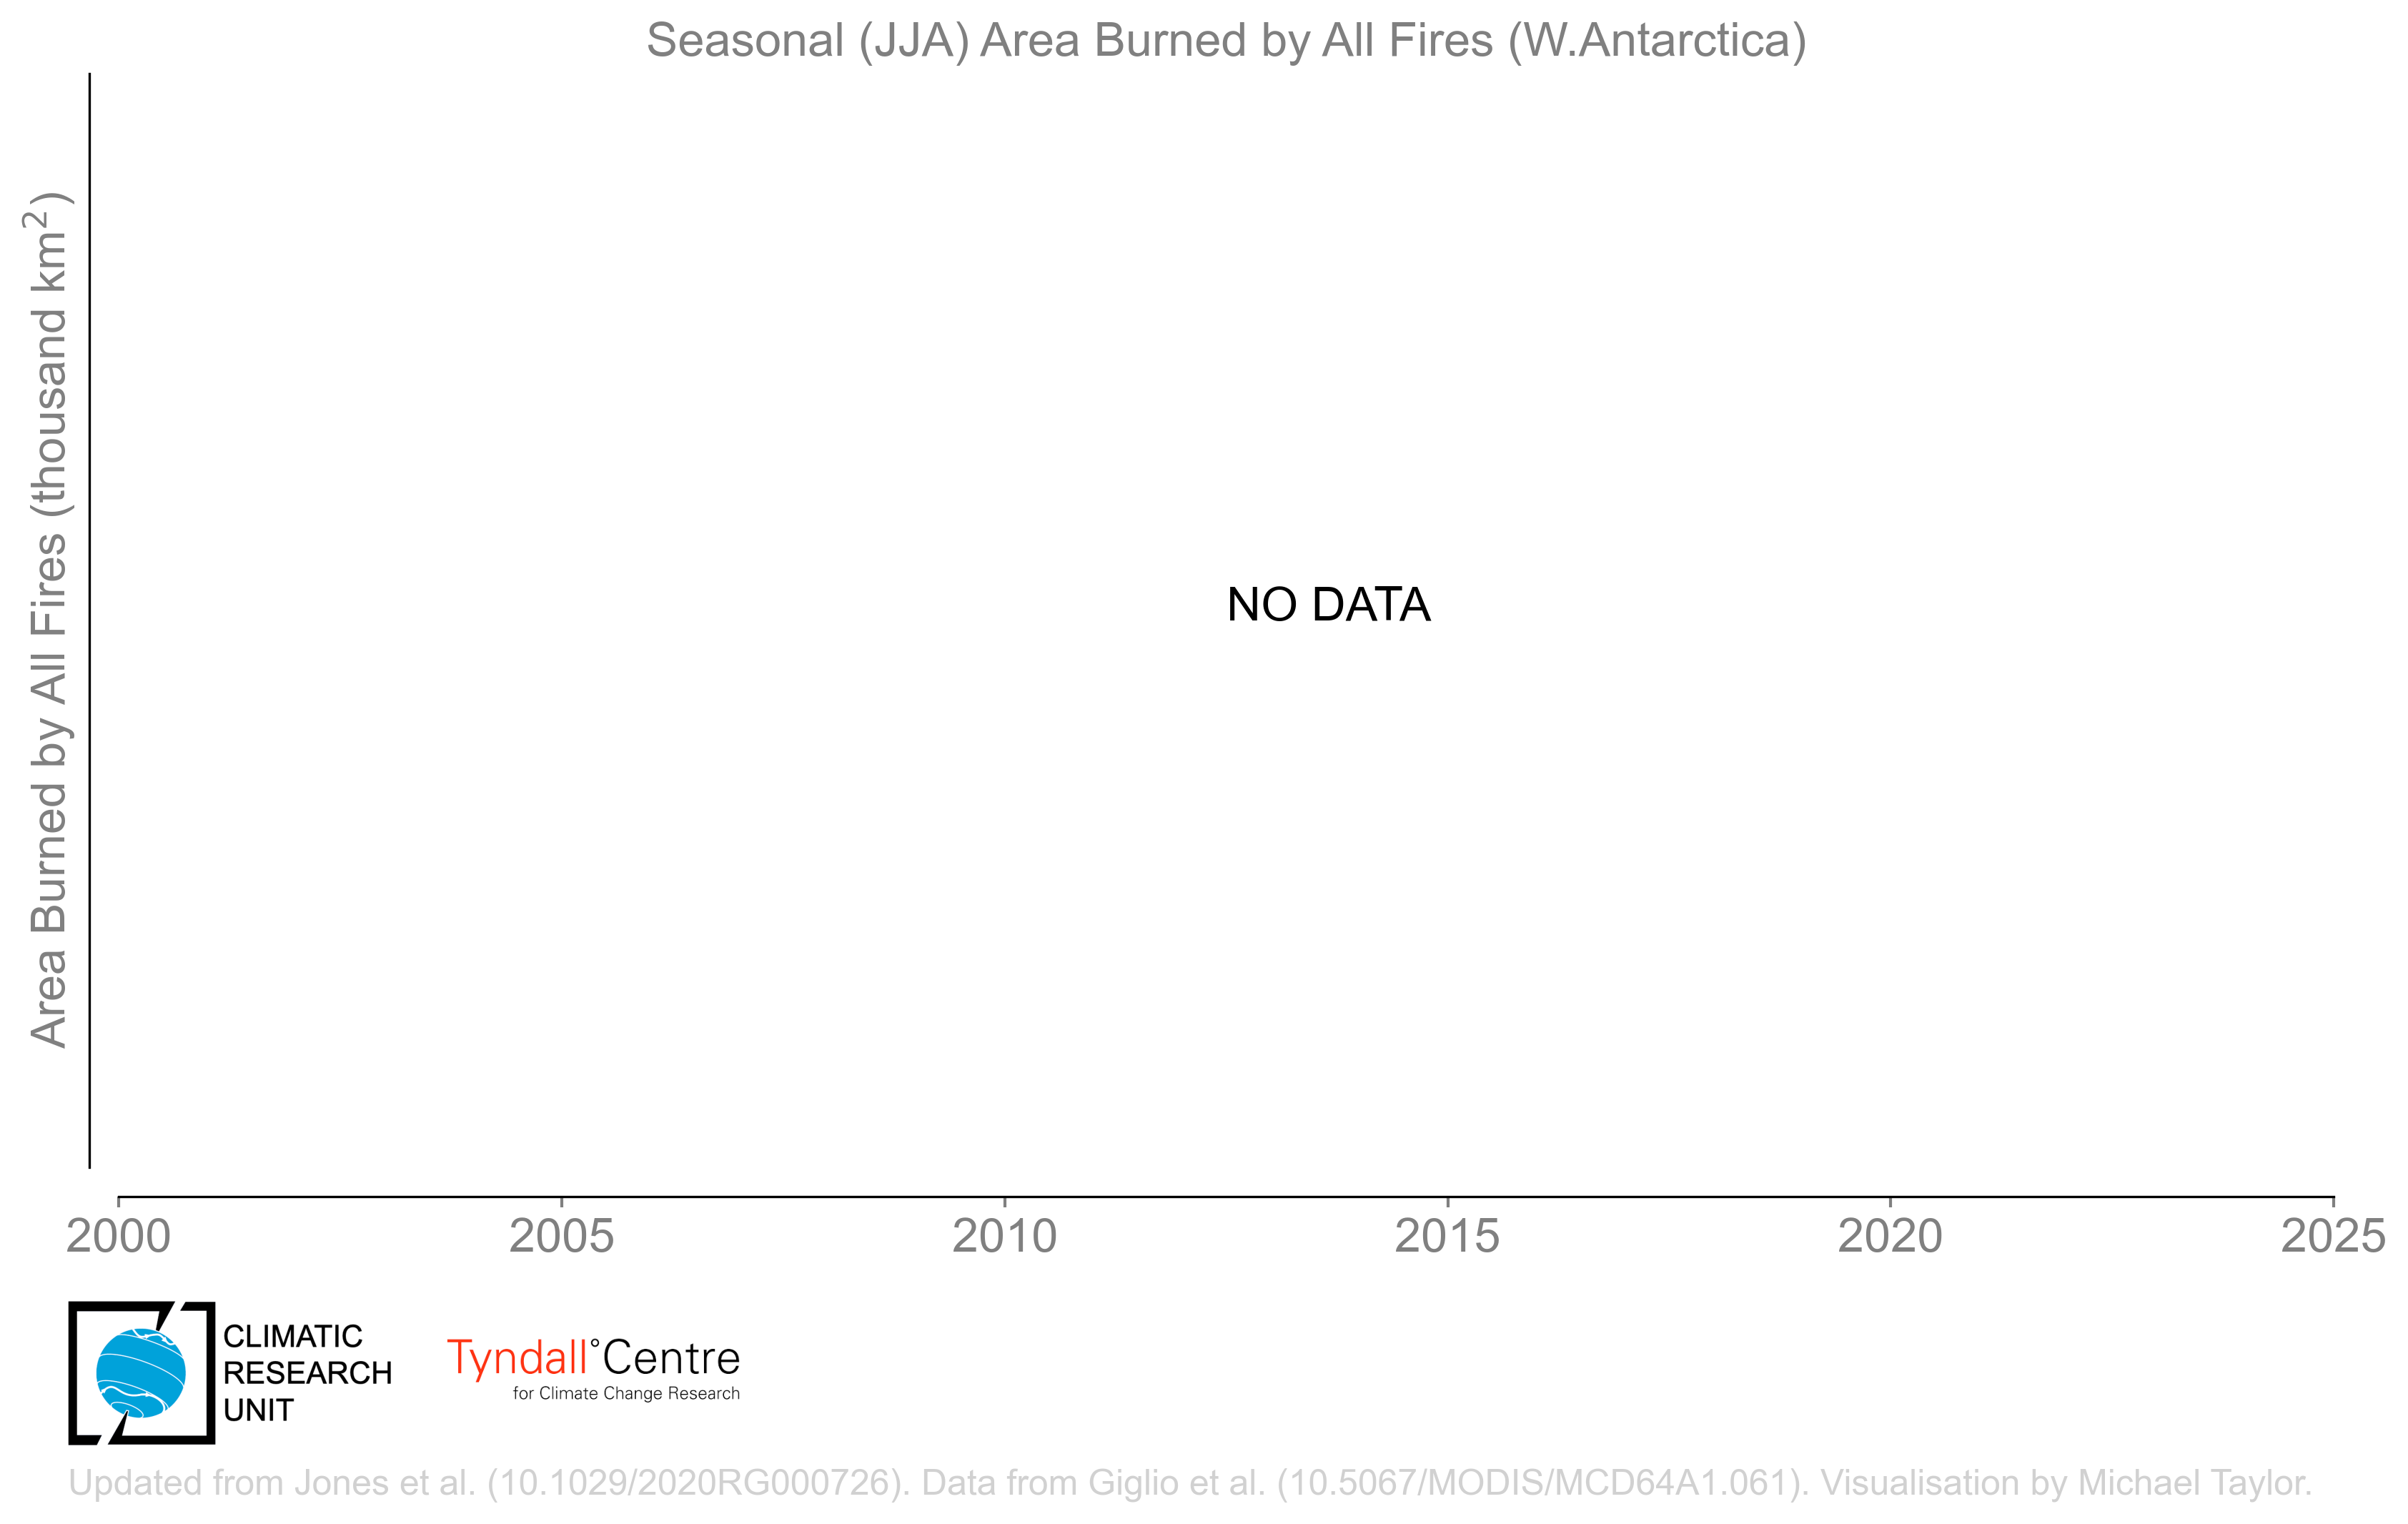 Seasonal (JJA) Area Burned by All Fires (W.Antarctica)
Area Burned by All Fires (thousand km²)
NO DATA
2000 2005 2010 2015 2020 2025
CLIMATIC
RESEARCH
UNIT
Tyndall°Centre
for Climate Change Research
Updated from Jones et al. (10.1029/2020RG000726). Data from Giglio et al. (10.5067/MODIS/MCD64A1.061). Visualisation by Michael Taylor.